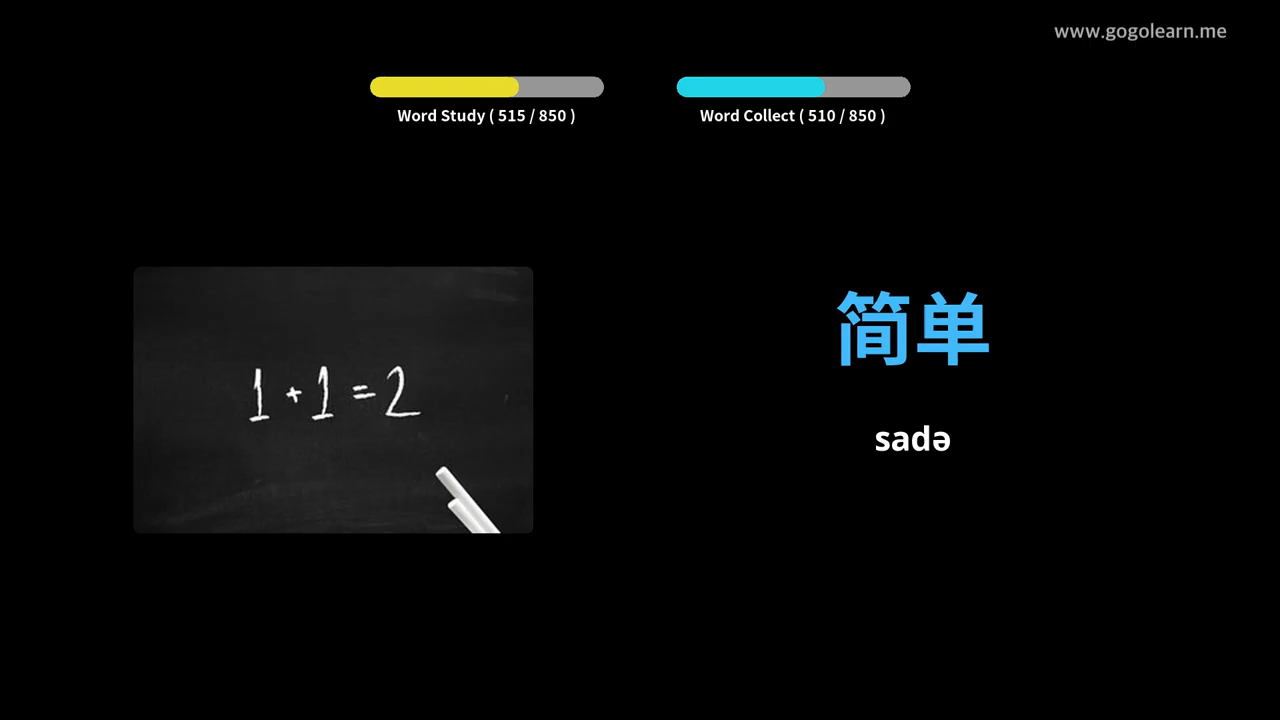 www.gogolearn.me
Word Study ( 515 / 850 )
Word Collect ( 510 / 850 )
1 + 1 = 2
简单
sadə